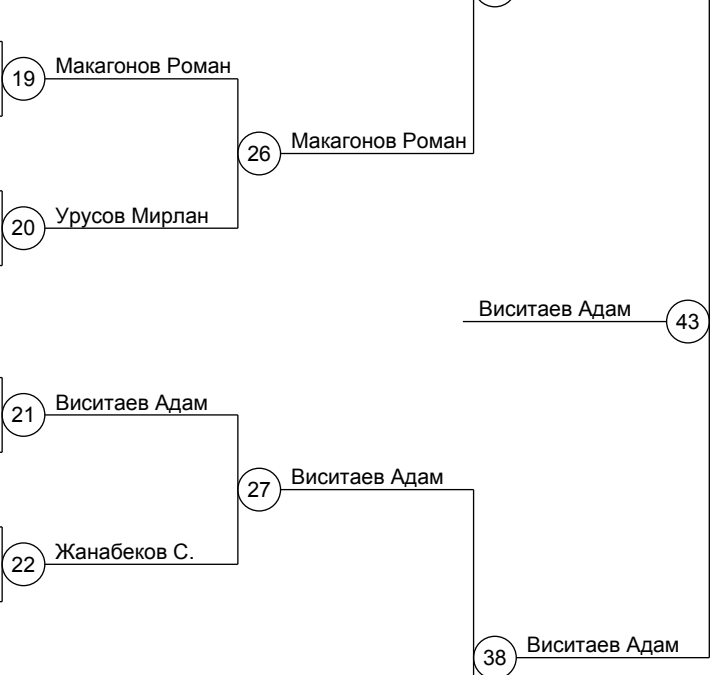 19
Макагонов Роман
26
Макагонов Роман
20
Урусов Мирлан
Виситаев Адам
43
21
Виситаев Адам
27
Виситаев Адам
22
Жанабеков С.
38
Виситаев Адам